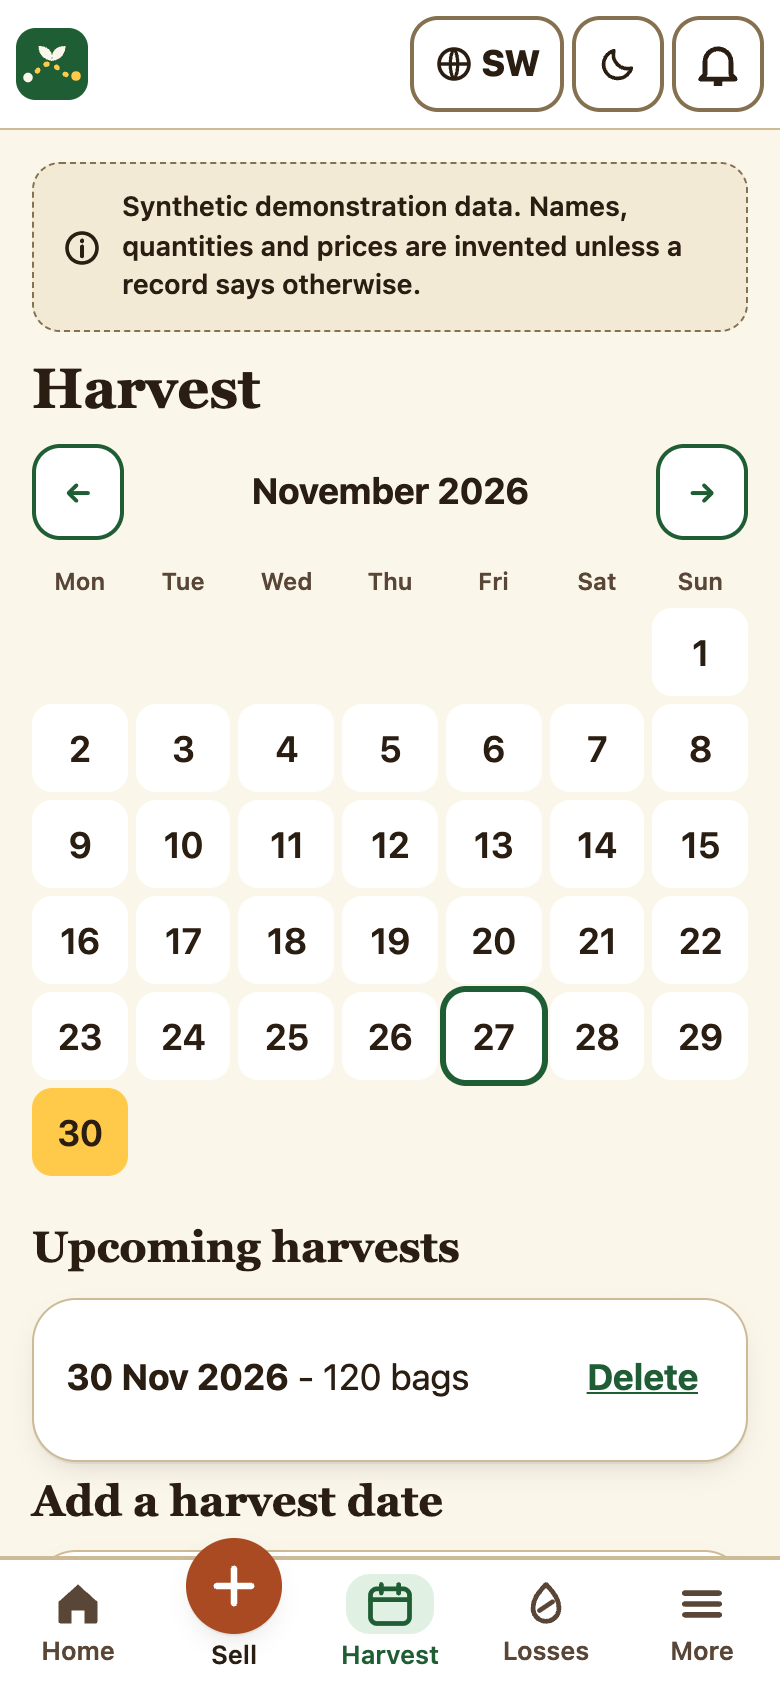 SW
Synthetic demonstration data. Names,
quantities and prices are invented unless a
record says otherwise.
Harvest
November 2026
Mon Tue Wed Thu Fri Sat Sun
1
2 3 4 5 6 7 8
9 10 11 12 13 14 15
16 17 18 19 20 21 22
23 24 25 26 27 28 29
30
Upcoming harvests
30 Nov 2026 - 120 bags Delete
Add a harvest date
Home Sell Harvest Losses More